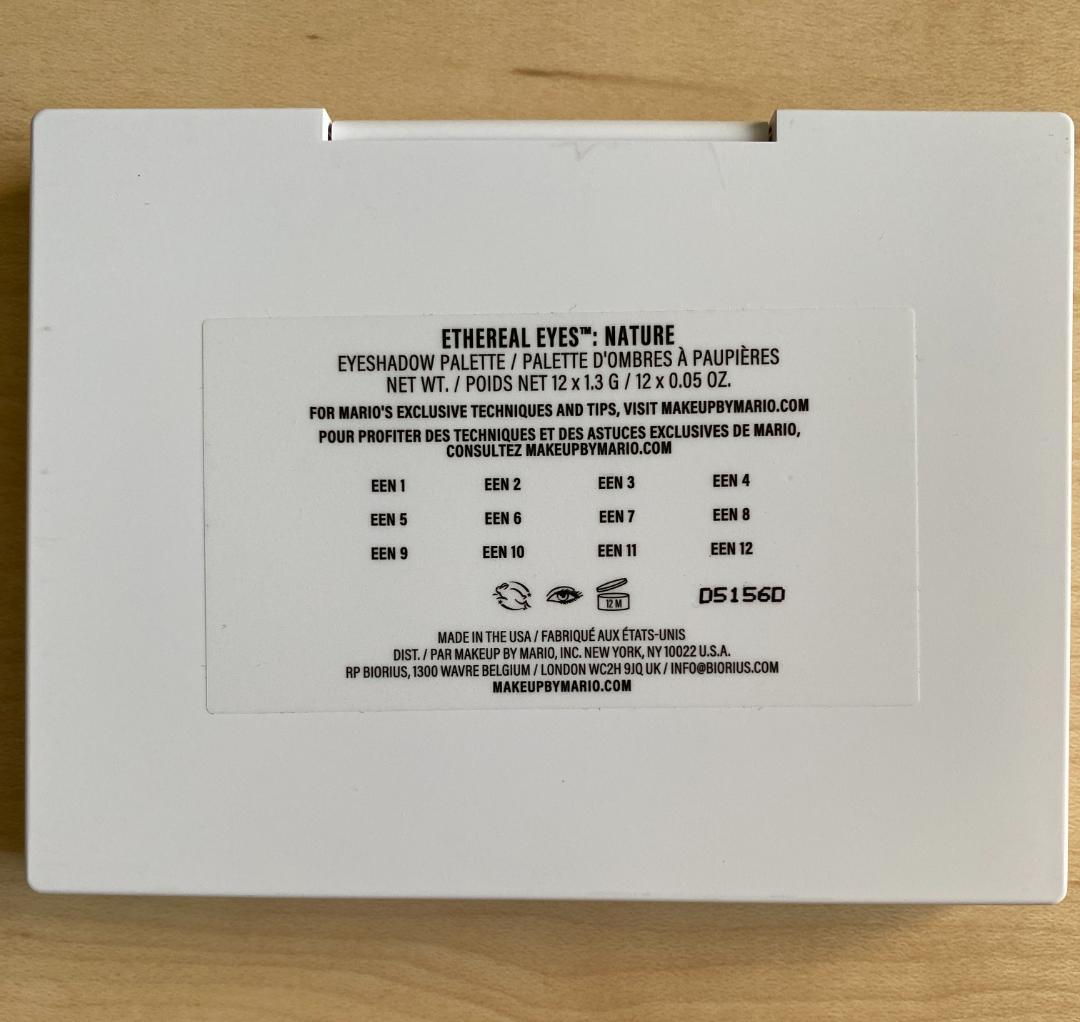 ETHEREAL EYES™: NATURE
EYESHADOW PALETTE / PALETTE D'OMBRES À PAUPIÈRES
NET WT. / POIDS NET 12 x 1.3 G / 12 x 0.05 OZ.
FOR MARIO'S EXCLUSIVE TECHNIQUES AND TIPS, VISIT MAKEUPBYMARIO.COM
POUR PROFITER DES TECHNIQUES ET DES ASTUCES EXCLUSIVES DE MARIO,
CONSULTEZ MAKEUPBYMARIO.COM
EEN 1 EEN 2 EEN 3 EEN 4
EEN 5 EEN 6 EEN 7 EEN 8
EEN 9 EEN 10 EEN 11 EEN 12
12 M D5156D
MADE IN THE USA / FABRIQUÉ AUX ÉTATS-UNIS
DIST. / PAR MAKEUP BY MARIO, INC. NEW YORK, NY 10022 U.S.A.
RP BIORIUS, 1300 WAVRE BELGIUM / LONDON WC2H 9JQ UK / INFO@BIORIUS.COM
MAKEUPBYMARIO.COM